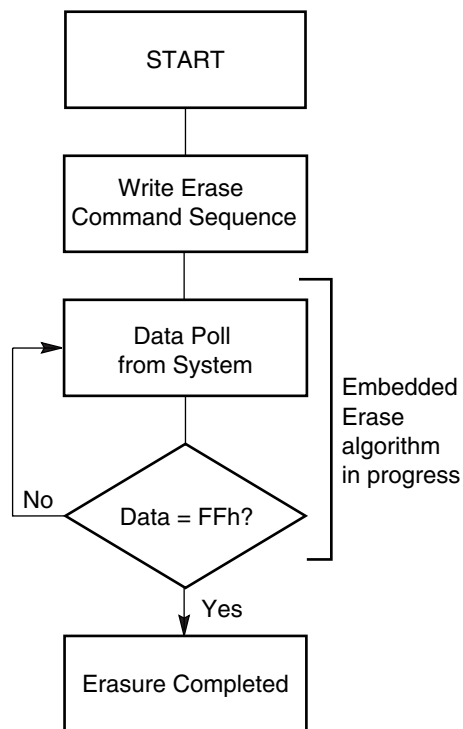 START
Write Erase
Command Sequence
Data Poll
from System
Embedded
Erase
algorithm
in progress
No
Data = FFh?
Yes
Erasure Completed